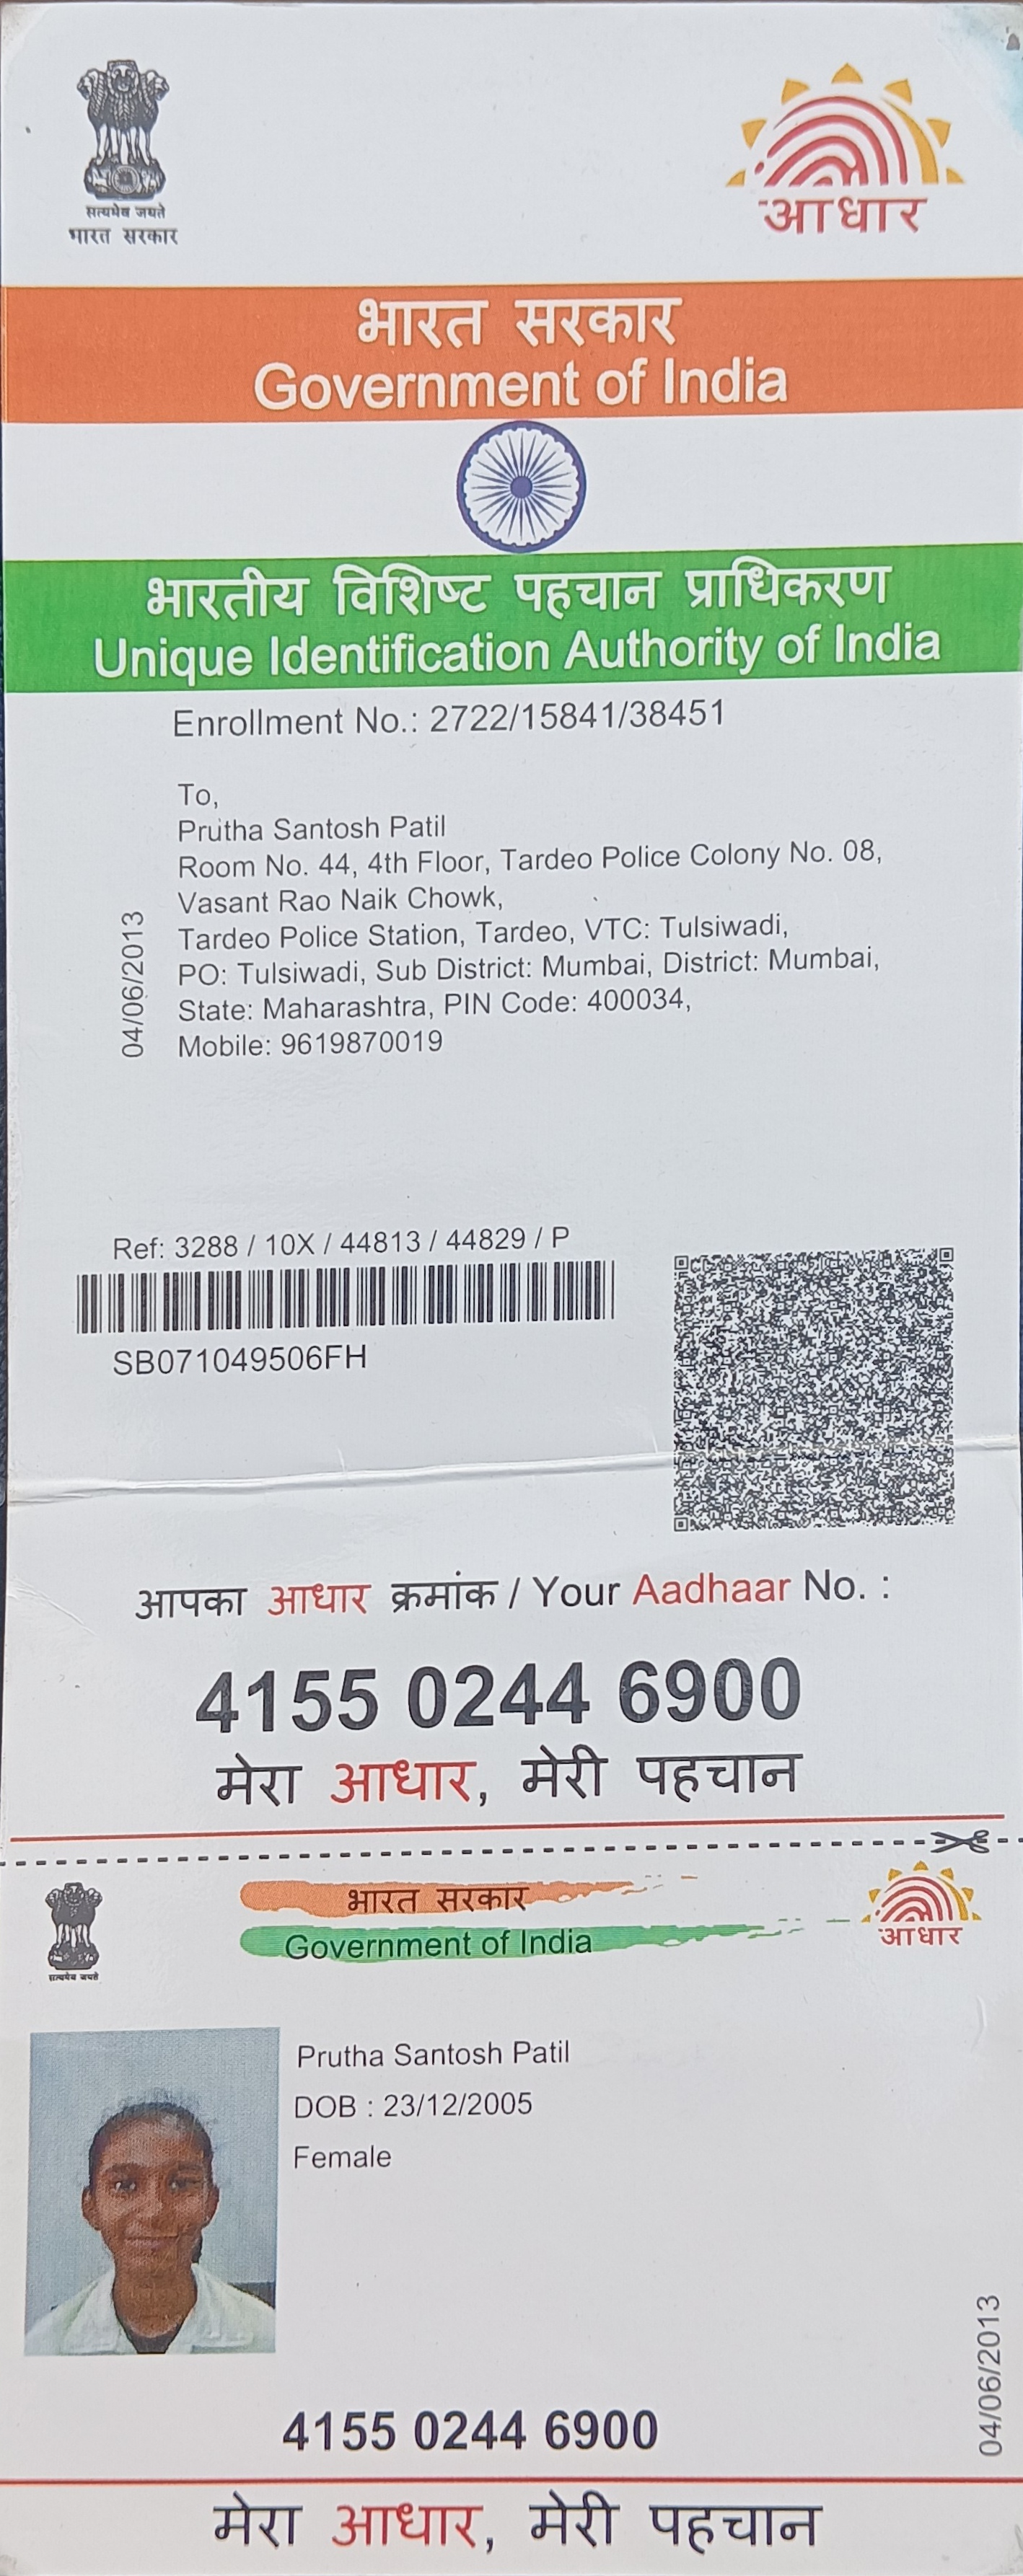 सत्यमेव जयते
भारत सरकार
आधार
भारत सरकार
Government of India
भारतीय विशिष्ट पहचान प्राधिकरण
Unique Identification Authority of India
Enrollment No.: 2722/15841/38451
To,
Prutha Santosh Patil
Room No. 44, 4th Floor, Tardeo Police Colony No. 08,
Vasant Rao Naik Chowk,
Tardeo Police Station, Tardeo, VTC: Tulsiwadi,
PO: Tulsiwadi, Sub District: Mumbai, District: Mumbai,
State: Maharashtra, PIN Code: 400034,
Mobile: 9619870019
04/06/2013
Ref: 3288 / 10X / 44813 / 44829 / P
SB071049506FH
आपका आधार क्रमांक / Your Aadhaar No. :
4155 0244 6900
मेरा आधार, मेरी पहचान
सत्यमेव जयते
भारत सरकार
Government of India
आधार
Prutha Santosh Patil
DOB : 23/12/2005
Female
04/06/2013
4155 0244 6900
मेरा आधार, मेरी पहचान